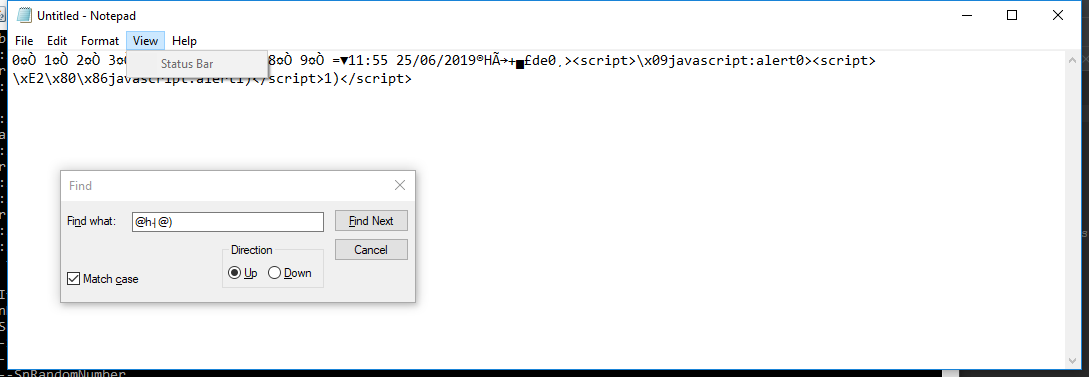 Untitled - Notepad
File Edit Format View Help
Status Bar
0¤Ò 1¤Ò 2¤Ò 3¤ 8¤Ò 9¤Ò =▼11:55 25/06/2019®HÃ→+▄£de0¸><script>\x09javascript:alert0><script>
\xE2\x80\x86javascript:alert1)</script>1)</script>
Find
Find what: @h┤@) Find Next
Direction Cancel
Match case Up Down
--SnRandomNumber